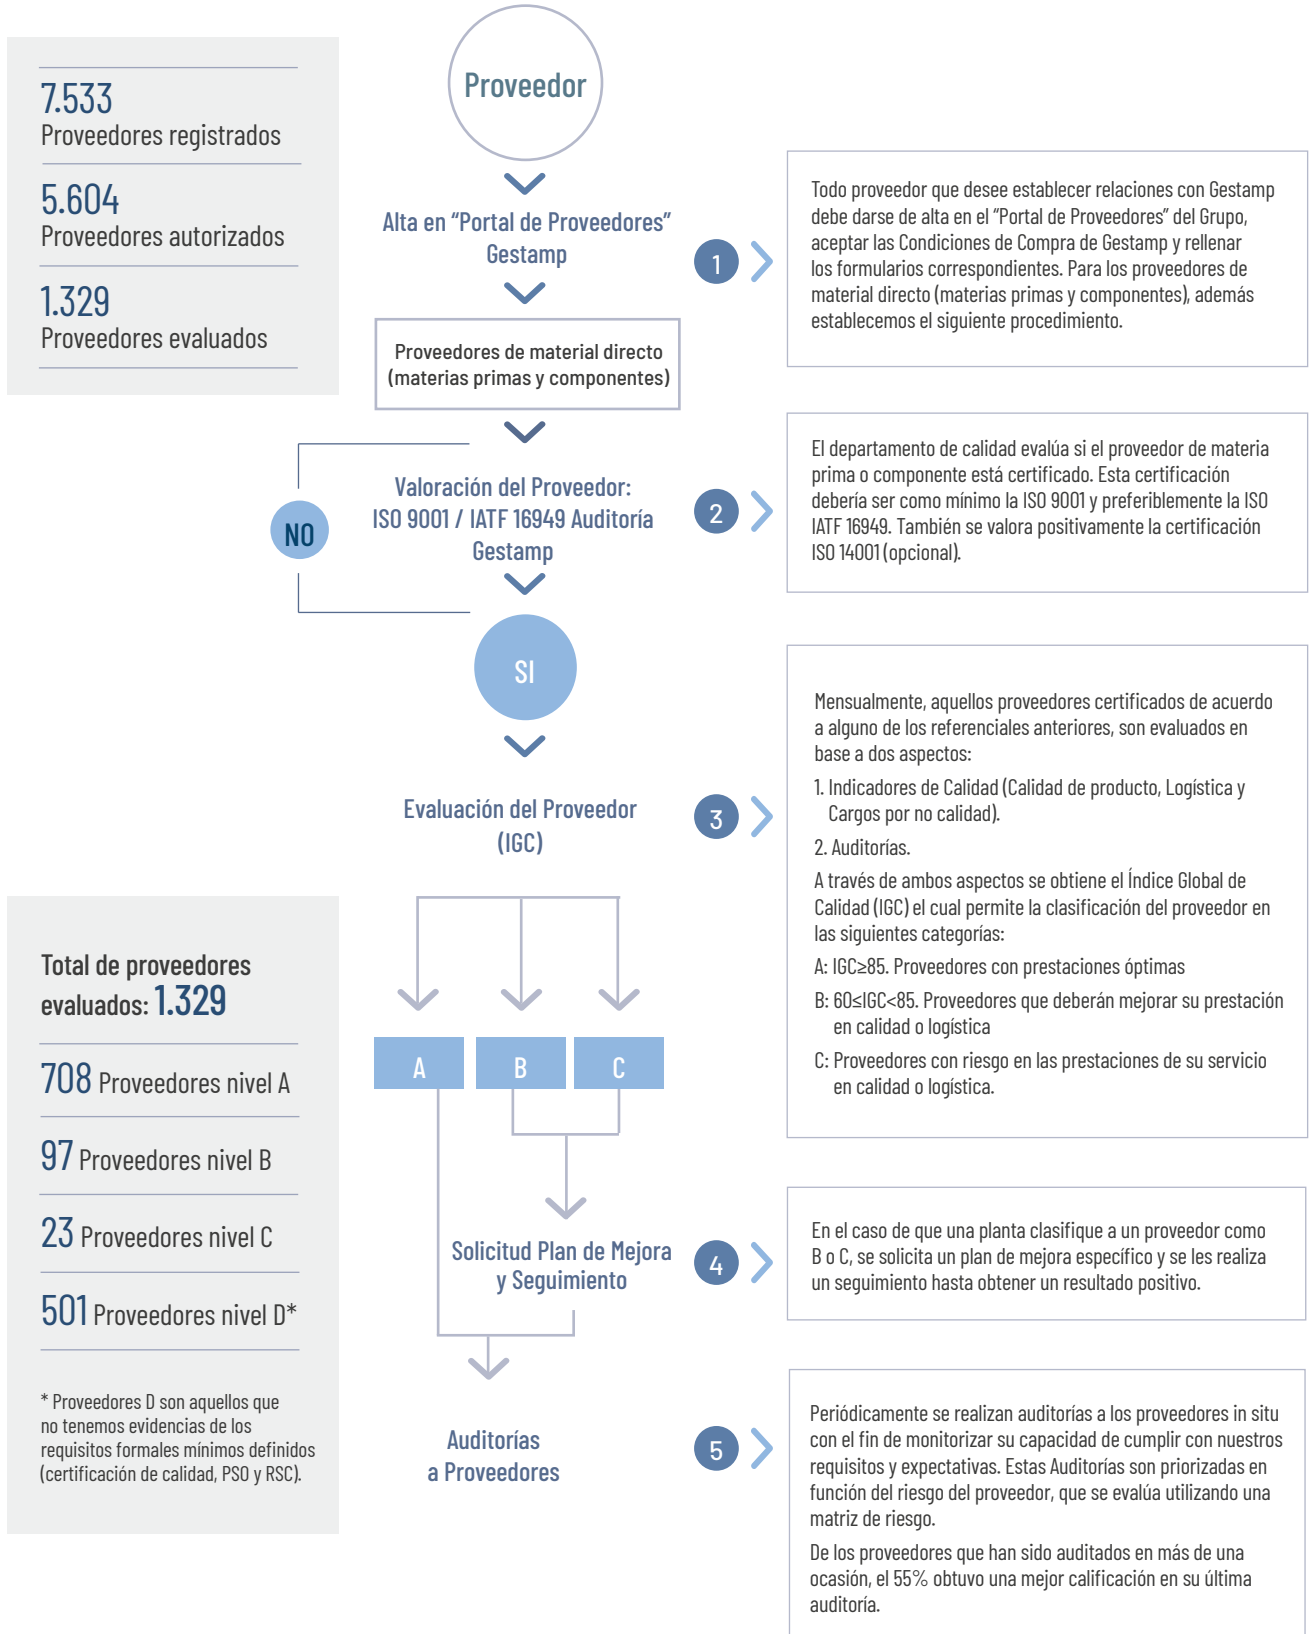 7.533
Proveedores registrados
5.604
Proveedores autorizados
1.329
Proveedores evaluados
Proveedor
Alta en “Portal de Proveedores”
Gestamp
1
Todo proveedor que desee establecer relaciones con Gestamp
debe darse de alta en el “Portal de Proveedores” del Grupo,
aceptar las Condiciones de Compra de Gestamp y rellenar
los formularios correspondientes. Para los proveedores de
material directo (materias primas y componentes), además
establecemos el siguiente procedimiento.
Proveedores de material directo
(materias primas y componentes)
NO
Valoración del Proveedor:
ISO 9001 / IATF 16949 Auditoría
Gestamp
2
El departamento de calidad evalúa si el proveedor de materia
prima o componente está certificado. Esta certificación
debería ser como mínimo la ISO 9001 y preferiblemente la ISO
IATF 16949. También se valora positivamente la certificación
ISO 14001 (opcional).
SI
Evaluación del Proveedor
(IGC)
3
Mensualmente, aquellos proveedores certificados de acuerdo
a alguno de los referenciales anteriores, son evaluados en
base a dos aspectos:
1. Indicadores de Calidad (Calidad de producto, Logística y
Cargos por no calidad).
2. Auditorías.
A través de ambos aspectos se obtiene el Índice Global de
Calidad (IGC) el cual permite la clasificación del proveedor en
las siguientes categorías:
A: IGC≥85. Proveedores con prestaciones óptimas
B: 60≤IGC<85. Proveedores que deberán mejorar su prestación
en calidad o logística
C: Proveedores con riesgo en las prestaciones de su servicio
en calidad o logística.
A
B
C
Total de proveedores
evaluados: 1.329
708 Proveedores nivel A
97 Proveedores nivel B
23 Proveedores nivel C
501 Proveedores nivel D*
* Proveedores D son aquellos que
no tenemos evidencias de los
requisitos formales mínimos definidos
(certificación de calidad, PSO y RSC).
Solicitud Plan de Mejora
y Seguimiento
4
En el caso de que una planta clasifique a un proveedor como
B o C, se solicita un plan de mejora específico y se les realiza
un seguimiento hasta obtener un resultado positivo.
Auditorías
a Proveedores
5
Periódicamente se realizan auditorías a los proveedores in situ
con el fin de monitorizar su capacidad de cumplir con nuestros
requisitos y expectativas. Estas Auditorías son priorizadas en
función del riesgo del proveedor, que se evalúa utilizando una
matriz de riesgo.
De los proveedores que han sido auditados en más de una
ocasión, el 55% obtuvo una mejor calificación en su última
auditoría.